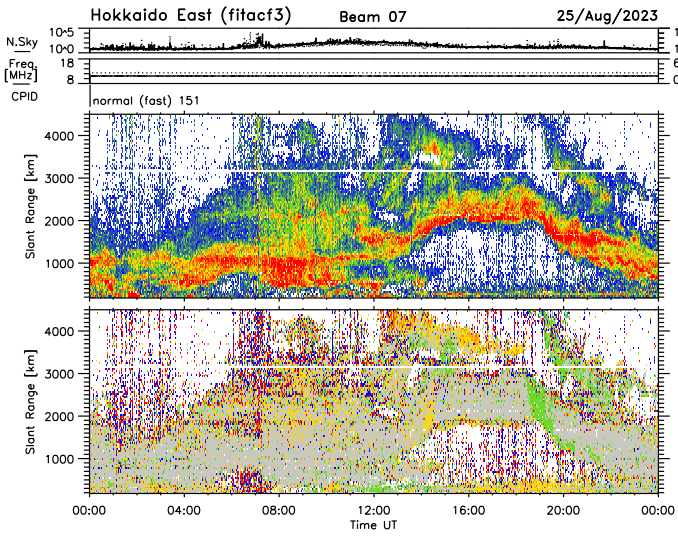 Hokkaido East (fitacf3) Beam 07 25/Aug/2023
N.Sky 10^5 10^0
Freq. [MHz] 18 8
CPID normal (fast) 151
Slant Range [km] 4000 3000 2000 1000
Slant Range [km] 4000 3000 2000 1000
00:00 04:00 08:00 12:00 16:00 20:00 00:00
Time UT